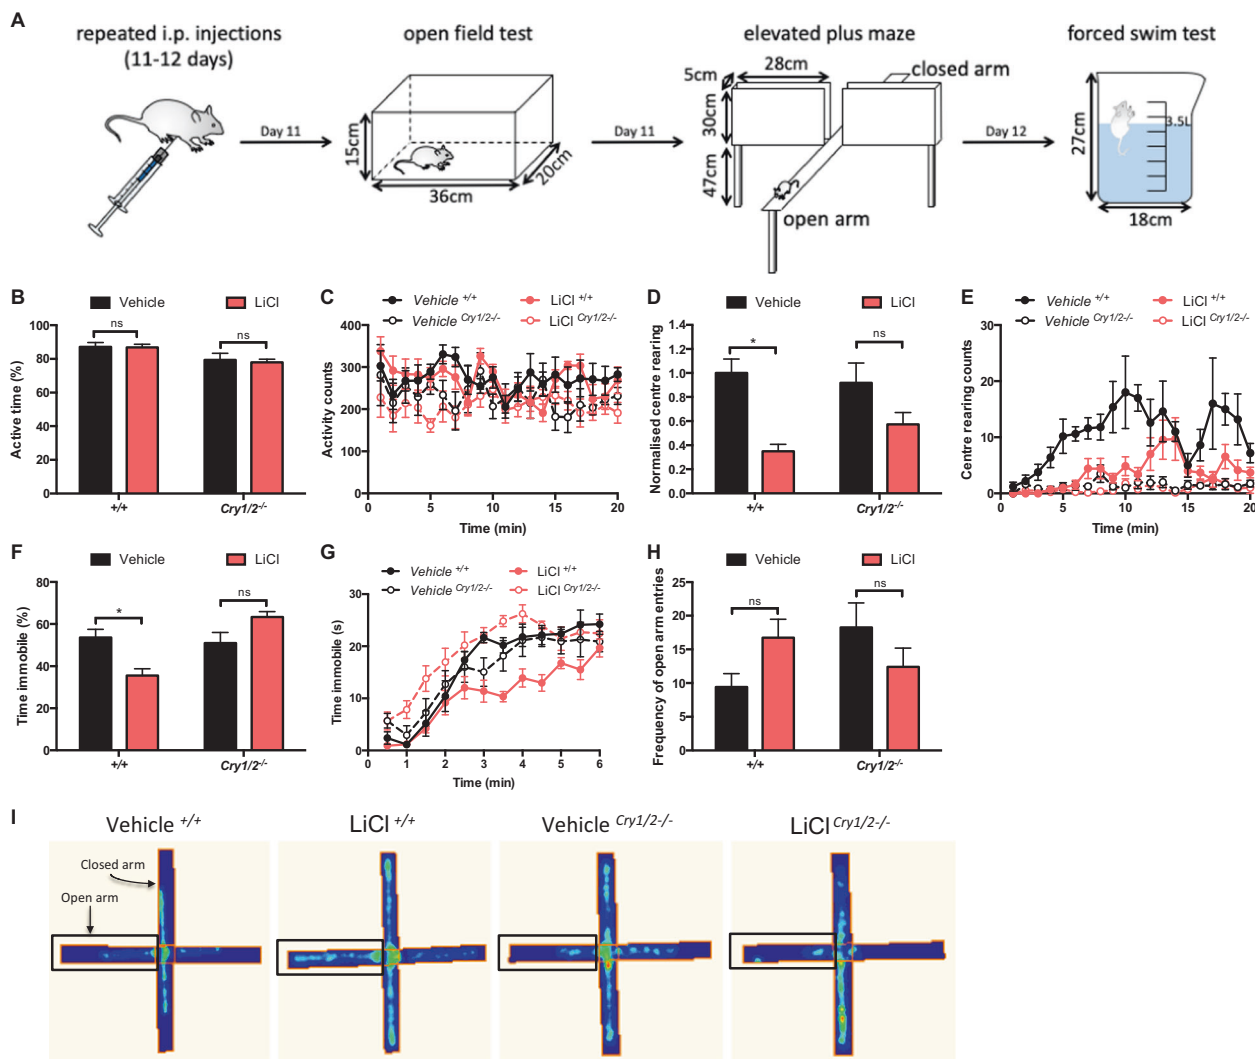 A
repeated i.p. injections
(11-12 days)
open field test
elevated plus maze
forced swim test
Day 11
15cm
36cm
20cm
Day 11
5cm
28cm
closed arm
30cm
47cm
open arm
Day 12
27cm
3.5L
18cm
B
Vehicle
LiCl
Active time (%)
100
80
60
40
20
0
ns
ns
+/+
Cry1/2-/-
C
Vehicle +/+
LiCl +/+
Vehicle Cry1/2-/-
LiCl Cry1/2-/-
Activity counts
400
300
200
100
0
0
5
10
15
20
Time (min)
D
Vehicle
LiCl
Normalised centre rearing
1.4
1.2
1.0
0.8
0.6
0.4
0.2
0.0
*
ns
+/+
Cry1/2-/-
E
Vehicle +/+
LiCl +/+
Vehicle Cry1/2-/-
LiCl Cry1/2-/-
Centre rearing counts
30
20
10
0
0
5
10
15
20
Time (min)
F
Vehicle
LiCl
Time immobile (%)
80
60
40
20
0
*
ns
+/+
Cry1/2-/-
G
Vehicle +/+
LiCl +/+
Vehicle Cry1/2-/-
LiCl Cry1/2-/-
Time immobile (s)
30
20
10
0
0
1
2
3
4
5
6
Time (min)
H
Vehicle
LiCl
Frequency of open arm entries
25
20
15
10
5
0
ns
ns
+/+
Cry1/2-/-
I
Vehicle +/+
LiCl +/+
Vehicle Cry1/2-/-
LiCl Cry1/2-/-
Closed arm
Open arm